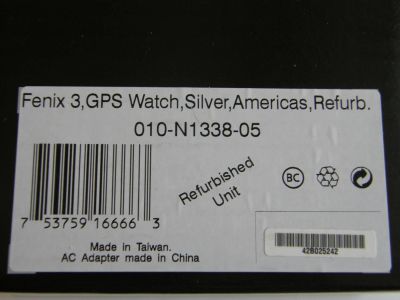 Fenix 3,GPS Watch,Silver,Americas,Refurb.
010-N1338-05
Refurbished
Unit
BC
7 53759 16666 3
Made in Taiwan.
AC Adapter made in China
42B025242